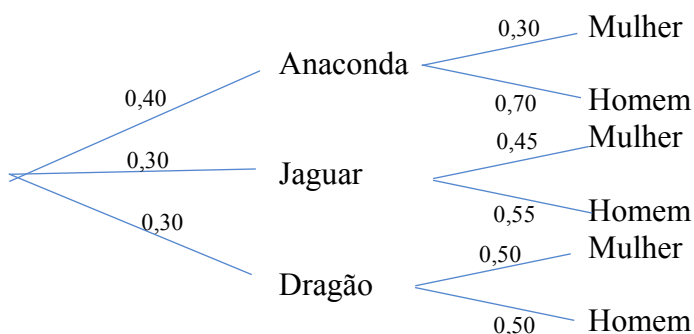 0,30 Mulher
Anaconda
0,40
0,70 Homem
0,45 Mulher
0,30
Jaguar
0,55 Homem
0,30
0,50 Mulher
Dragão
0,50 Homem